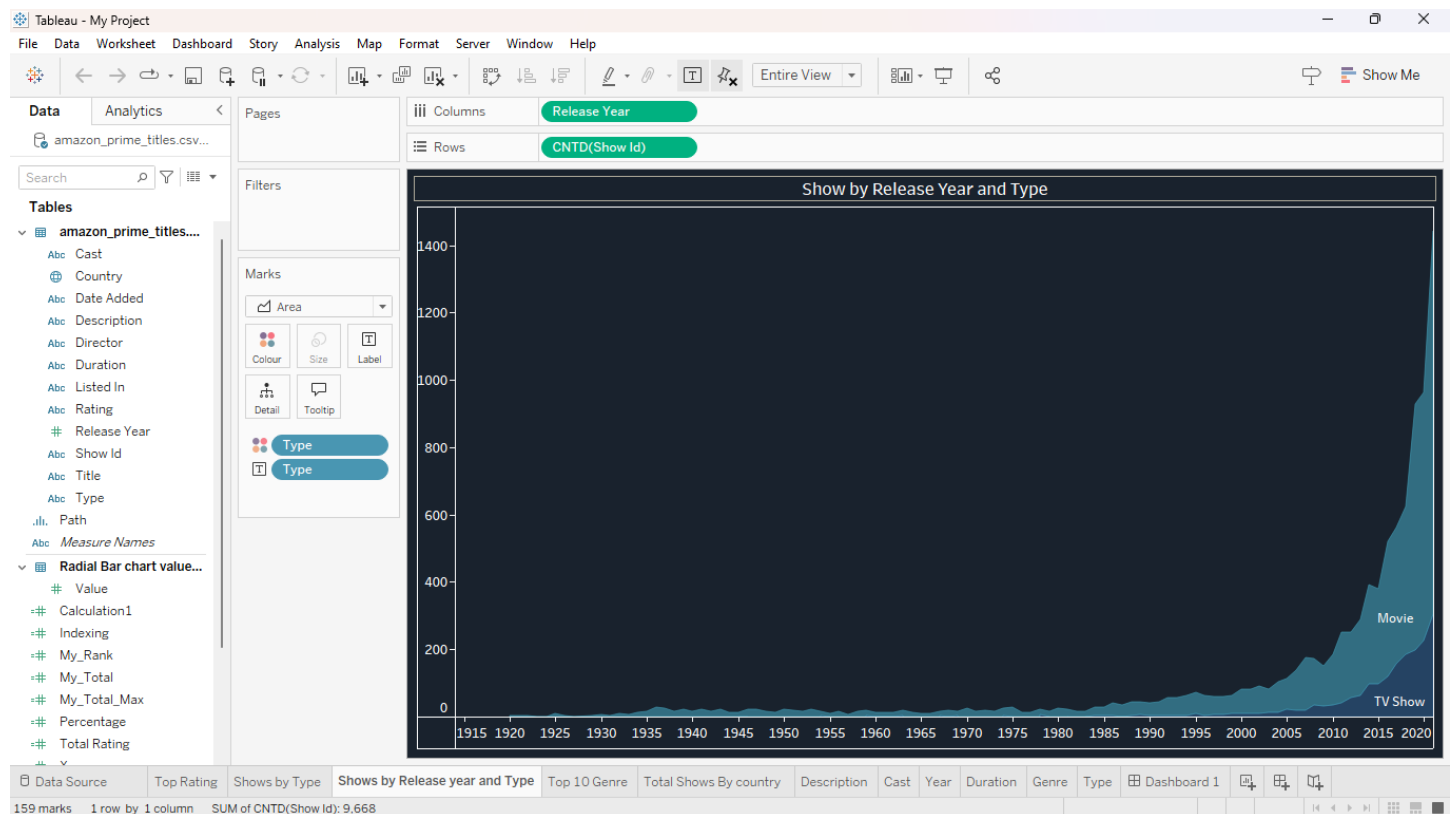 Tableau - My Project
File Data Worksheet Dashboard Story Analysis Map Format Server Window Help
Entire View
Show Me
Data Analytics
amazon_prime_titles.csv...
Search
Tables
amazon_prime_titles....
Abc Cast
Country
Abc Date Added
Abc Description
Abc Director
Abc Duration
Abc Listed In
Abc Rating
# Release Year
Abc Show Id
Abc Title
Abc Type
Path
Abc Measure Names
Radial Bar chart value...
# Value
=# Calculation1
=# Indexing
=# My_Rank
=# My_Total
=# My_Total_Max
=# Percentage
=# Total Rating
Pages
Filters
Marks
Area
Colour Size T Label
Detail Tooltip
Type
T Type
Columns Release Year
Rows CNTD(Show Id)
Show by Release Year and Type
1400
1200
1000
800
600
400
200
0
Movie
TV Show
1915 1920 1925 1930 1935 1940 1945 1950 1955 1960 1965 1970 1975 1980 1985 1990 1995 2000 2005 2010 2015 2020
Data Source Top Rating Shows by Type Shows by Release year and Type Top 10 Genre Total Shows By country Description Cast Year Duration Genre Type Dashboard 1
159 marks 1 row by 1 column SUM of CNTD(Show Id): 9,668